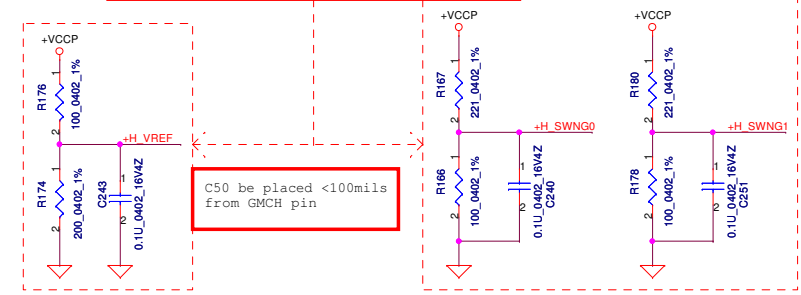 +VCCP
1
R176
100_0402_1%
2
+H_VREF
1
R174
200_0402_1%
2
1
C243
0.1U_0402_16V4Z
2
C50 be placed <100mils
from GMCH pin
+VCCP
1
R167
221_0402_1%
2
+H_SWNG0
1
R166
100_0402_1%
2
1
C240
0.1U_0402_16V4Z
2
+VCCP
1
R180
221_0402_1%
2
+H_SWNG1
1
R178
100_0402_1%
2
1
C251
0.1U_0402_16V4Z
2